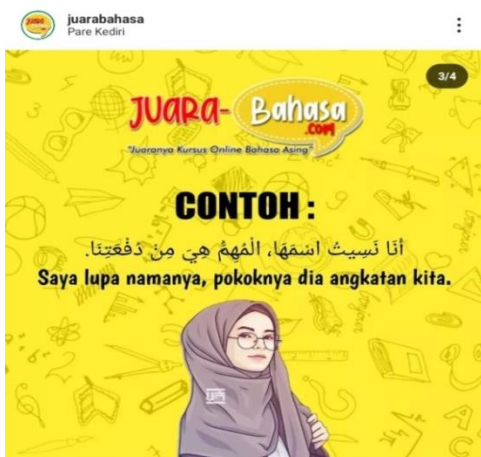 juarabahasa
Pare Kediri
3/4
JUARA- Bahasa
.COM
"Juaranya Kursus Online Bahasa Asing"
CONTOH :
أَنَا نَسِيتُ اسْمَهَا، الْمُهِمُّ هِيَ مِنْ دُفْعَتِنَا.
Saya lupa namanya, pokoknya dia angkatan kita.